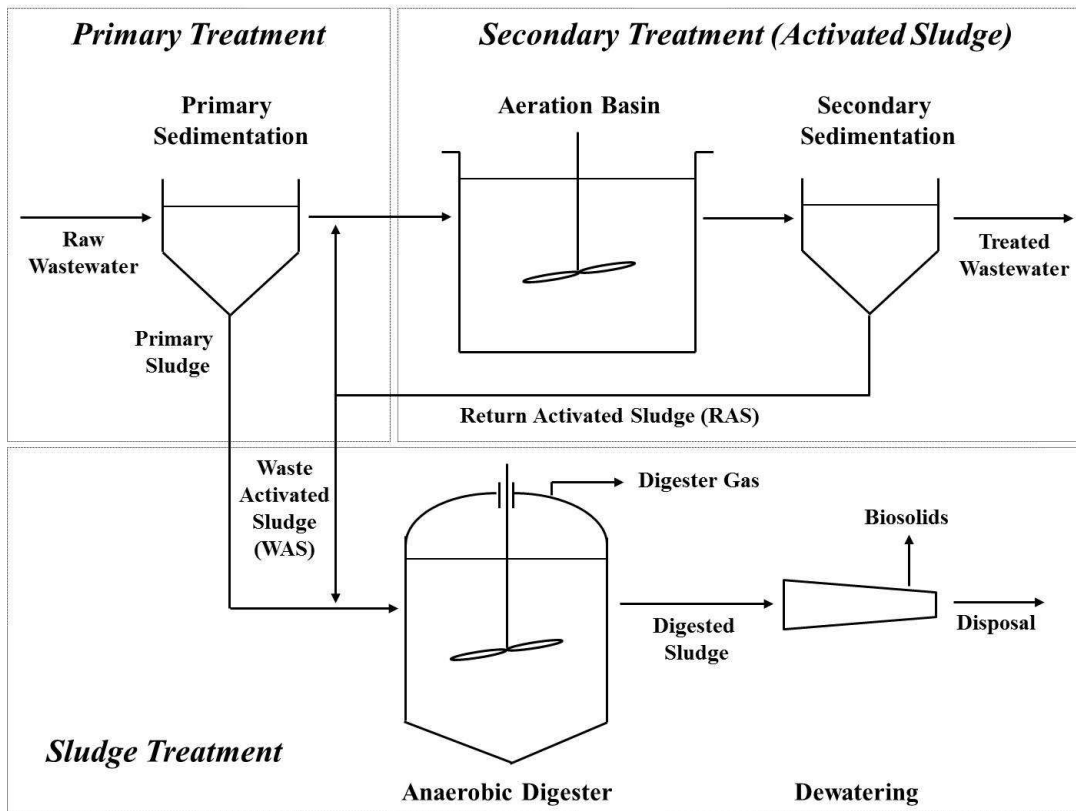 Primary Treatment
Secondary Treatment (Activated Sludge)
Primary
Sedimentation
Aeration Basin
Secondary
Sedimentation
Raw
Wastewater
Treated
Wastewater
Primary
Sludge
Return Activated Sludge (RAS)
Waste
Activated
Sludge
(WAS)
Digester Gas
Biosolids
Digested
Sludge
Disposal
Sludge Treatment
Anaerobic Digester
Dewatering